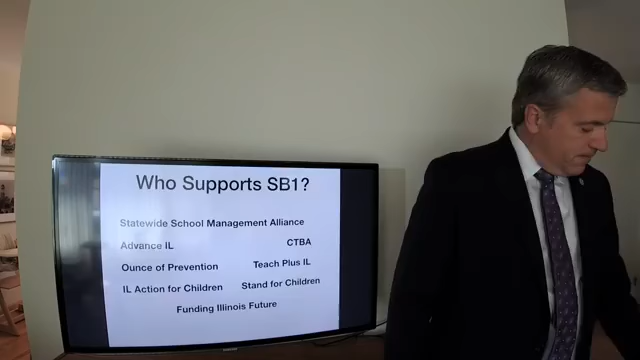 Who Supports SB1?
Statewide School Management Alliance
Advance IL
CTBA
Ounce of Prevention
Teach Plus IL
IL Action for Children
Stand for Children
Funding Illinois Future